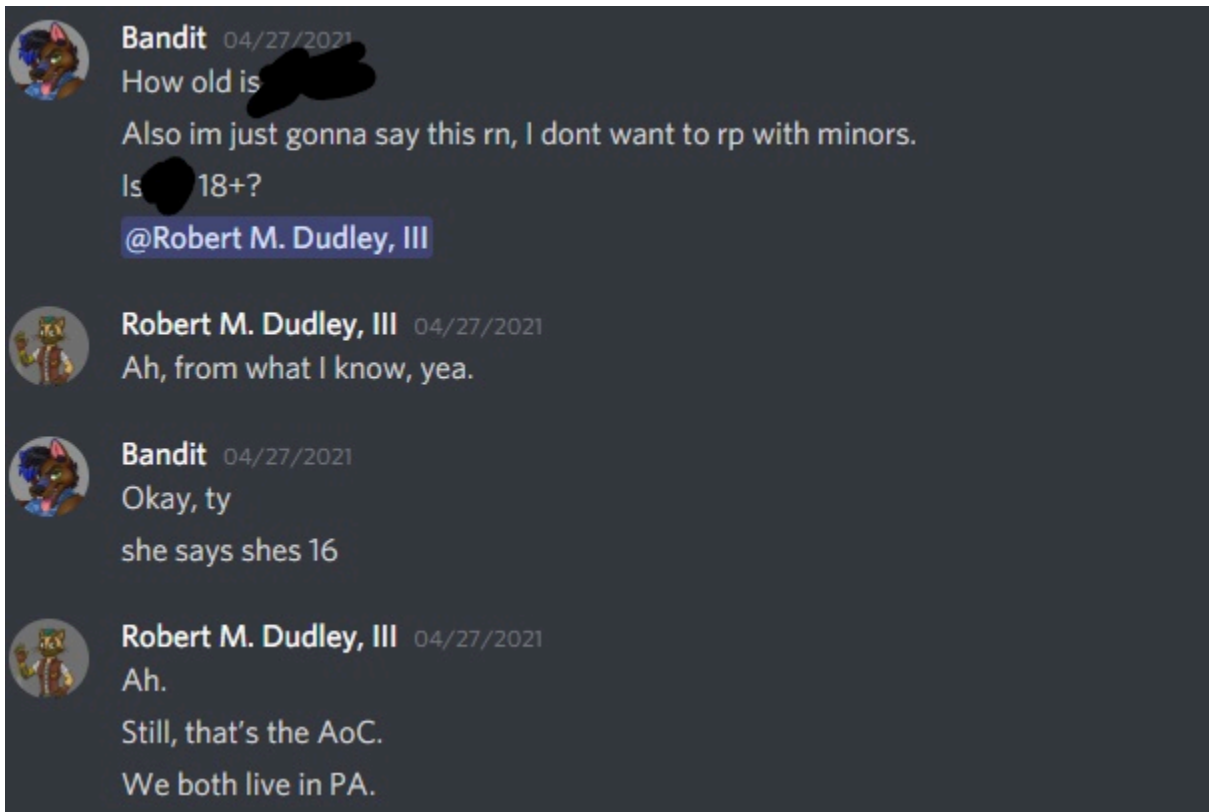 Bandit 04/27/2021
How old is
Also im just gonna say this rn, I dont want to rp with minors.
Is 18+?
@Robert M. Dudley, III
Robert M. Dudley, III 04/27/2021
Ah, from what I know, yea.
Bandit 04/27/2021
Okay, ty
she says shes 16
Robert M. Dudley, III 04/27/2021
Ah.
Still, that’s the AoC.
We both live in PA.